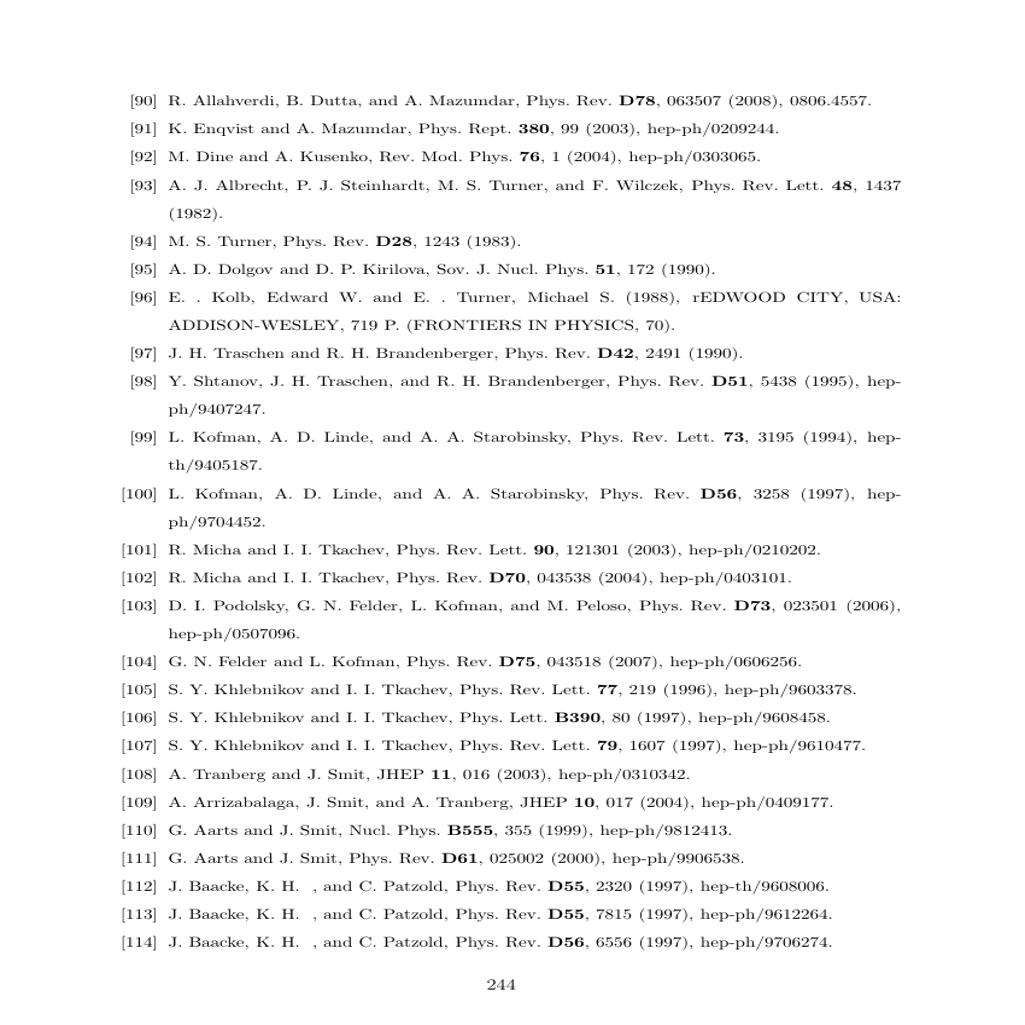 [90] R. Allahverdi, B. Dutta, and A. Mazumdar, Phys. Rev. D78, 063507 (2008), 0806.4557.
[91] K. Enqvist and A. Mazumdar, Phys. Rept. 380, 99 (2003), hep-ph/0209244.
[92] M. Dine and A. Kusenko, Rev. Mod. Phys. 76, 1 (2004), hep-ph/0303065.
[93] A. J. Albrecht, P. J. Steinhardt, M. S. Turner, and F. Wilczek, Phys. Rev. Lett. 48, 1437
(1982).
[94] M. S. Turner, Phys. Rev. D28, 1243 (1983).
[95] A. D. Dolgov and D. P. Kirilova, Sov. J. Nucl. Phys. 51, 172 (1990).
[96] E. . Kolb, Edward W. and E. . Turner, Michael S. (1988), rEDWOOD CITY, USA:
ADDISON-WESLEY, 719 P. (FRONTIERS IN PHYSICS, 70).
[97] J. H. Traschen and R. H. Brandenberger, Phys. Rev. D42, 2491 (1990).
[98] Y. Shtanov, J. H. Traschen, and R. H. Brandenberger, Phys. Rev. D51, 5438 (1995), hep-
ph/9407247.
[99] L. Kofman, A. D. Linde, and A. A. Starobinsky, Phys. Rev. Lett. 73, 3195 (1994), hep-
th/9405187.
[100] L. Kofman, A. D. Linde, and A. A. Starobinsky, Phys. Rev. D56, 3258 (1997), hep-
ph/9704452.
[101] R. Micha and I. I. Tkachev, Phys. Rev. Lett. 90, 121301 (2003), hep-ph/0210202.
[102] R. Micha and I. I. Tkachev, Phys. Rev. D70, 043538 (2004), hep-ph/0403101.
[103] D. I. Podolsky, G. N. Felder, L. Kofman, and M. Peloso, Phys. Rev. D73, 023501 (2006),
hep-ph/0507096.
[104] G. N. Felder and L. Kofman, Phys. Rev. D75, 043518 (2007), hep-ph/0606256.
[105] S. Y. Khlebnikov and I. I. Tkachev, Phys. Rev. Lett. 77, 219 (1996), hep-ph/9603378.
[106] S. Y. Khlebnikov and I. I. Tkachev, Phys. Lett. B390, 80 (1997), hep-ph/9608458.
[107] S. Y. Khlebnikov and I. I. Tkachev, Phys. Rev. Lett. 79, 1607 (1997), hep-ph/9610477.
[108] A. Tranberg and J. Smit, JHEP 11, 016 (2003), hep-ph/0310342.
[109] A. Arrizabalaga, J. Smit, and A. Tranberg, JHEP 10, 017 (2004), hep-ph/0409177.
[110] G. Aarts and J. Smit, Nucl. Phys. B555, 355 (1999), hep-ph/9812413.
[111] G. Aarts and J. Smit, Phys. Rev. D61, 025002 (2000), hep-ph/9906538.
[112] J. Baacke, K. H. , and C. Patzold, Phys. Rev. D55, 2320 (1997), hep-th/9608006.
[113] J. Baacke, K. H. , and C. Patzold, Phys. Rev. D55, 7815 (1997), hep-ph/9612264.
[114] J. Baacke, K. H. , and C. Patzold, Phys. Rev. D56, 6556 (1997), hep-ph/9706274.
244